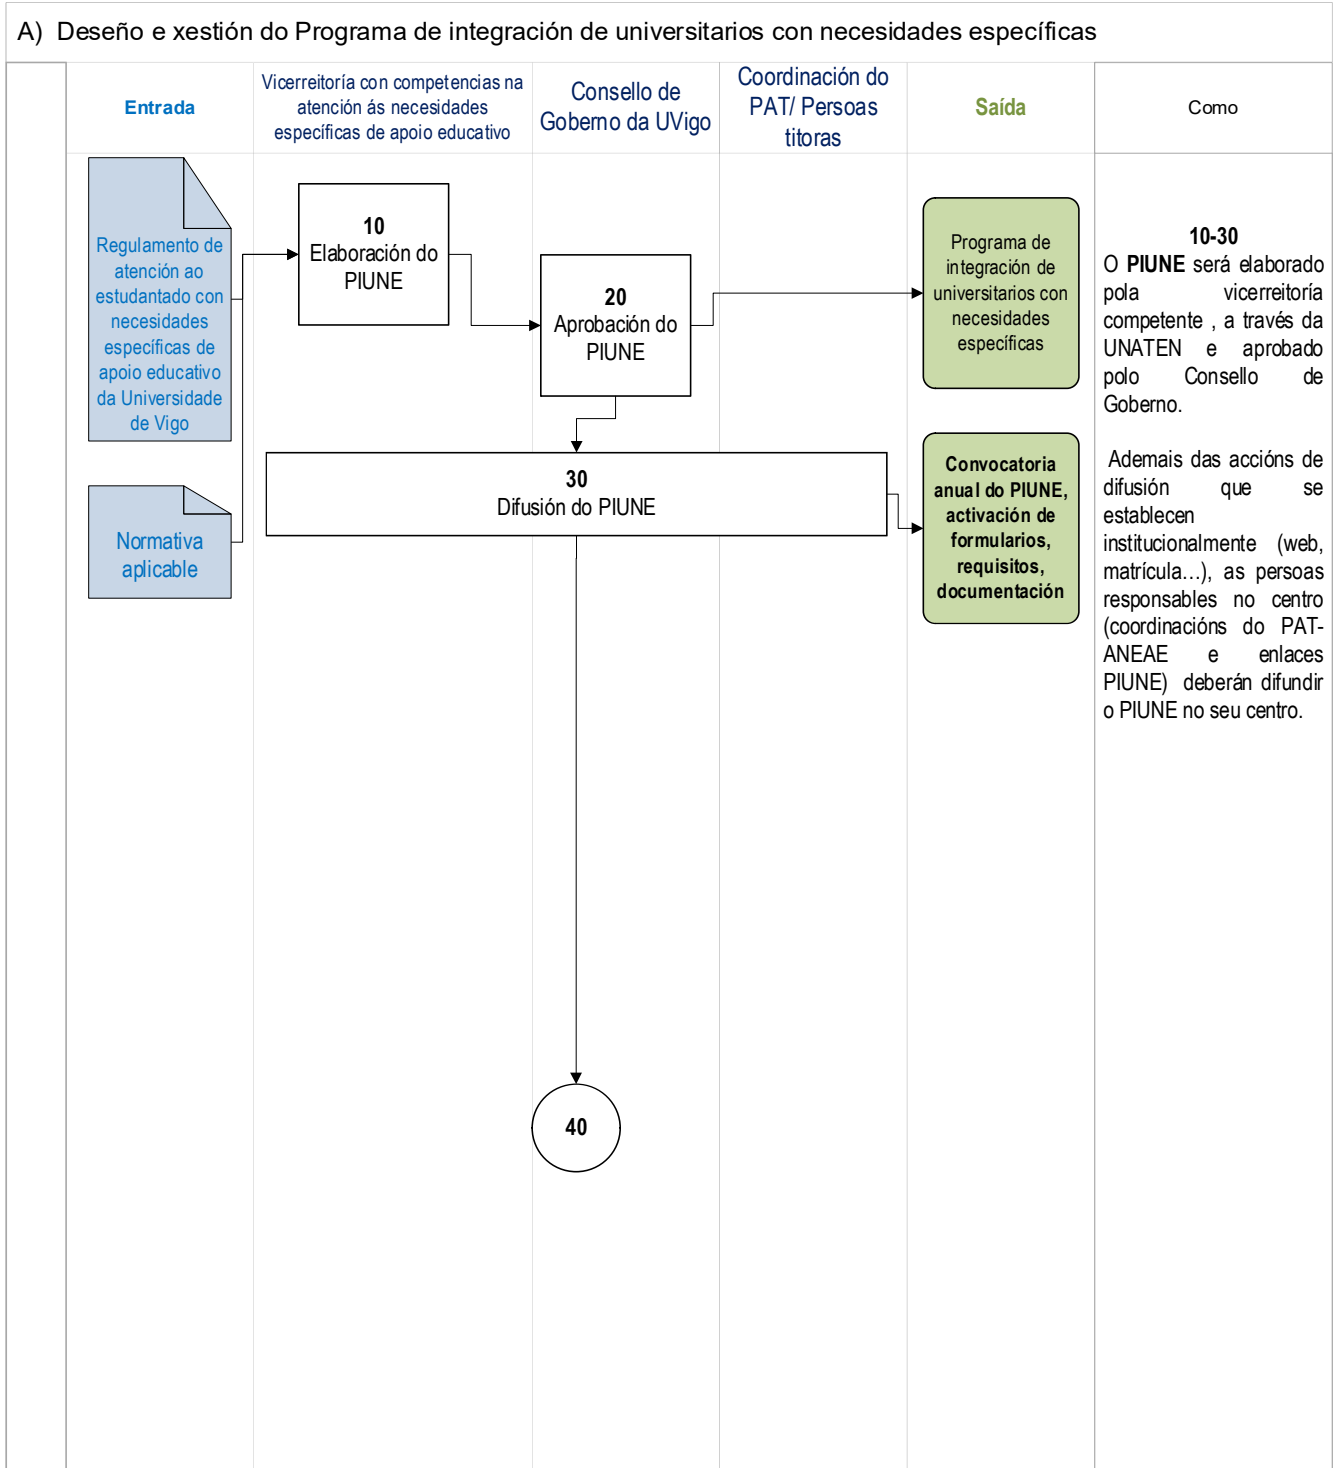 A) Deseño e xestión do Programa de integración de universitarios con necesidades específicas
Entrada
Vicerreitoría con competencias na
atención ás necesidades
específicas de apoio educativo
Consello de
Goberno da UVigo
Coordinación do
PAT/ Persoas
titoras
Saída
Como
Regulamento de
atención ao
estudantado con
necesidades
específicas de
apoio educativo
da Universidade
de Vigo
Normativa
aplicable
10
Elaboración do
PIUNE
20
Aprobación do
PIUNE
30
Difusión do PIUNE
40
Programa de
integración de
universitarios con
necesidades
específicas
Convocatoria
anual do PIUNE,
activación de
formularios,
requisitos,
documentación
10-30
O PIUNE será elaborado
pola vicerreitoría
competente , a través da
UNATEN e aprobado
polo Consello de
Goberno.
Ademais das accións de
difusión que se
establecen
institucionalmente (web,
matrícula…), as persoas
responsables no centro
(coordinacións do PAT-
ANEAE e enlaces
PIUNE) deberán difundir
o PIUNE no seu centro.